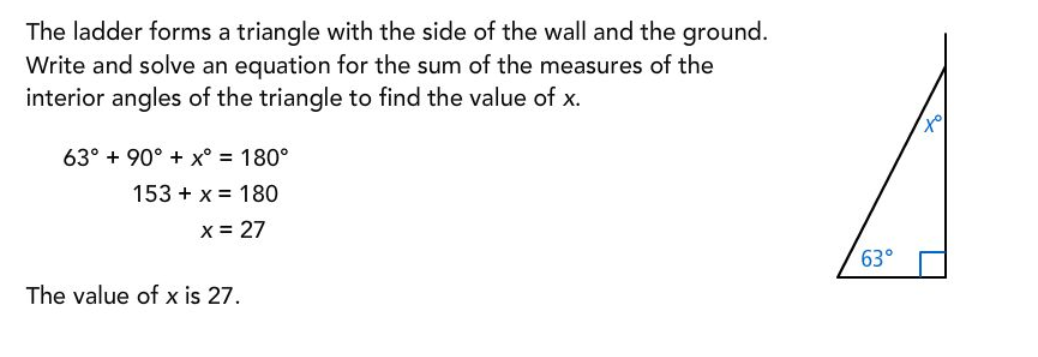 The ladder forms a triangle with the side of the wall and the ground.
Write and solve an equation for the sum of the measures of the
interior angles of the triangle to find the value of x.
63° + 90° + x° = 180°
153 + x = 180
x = 27
The value of x is 27.
x°
63°